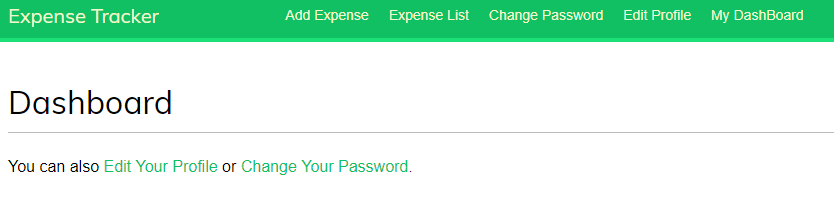 Expense Tracker Add Expense Expense List Change Password Edit Profile My DashBoard
Dashboard
You can also Edit Your Profile or Change Your Password.